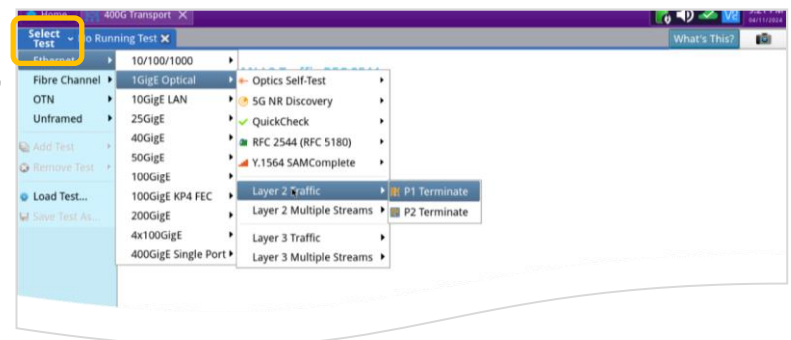 Home 400G Transport X
9:21 PM
04/11/2024
Select Test No Running Test X
What's This?
Ethernet
Fibre Channel
OTN
Unframed
Add Test
Remove Test
Load Test...
Save Test As...
10/100/1000
1GigE Optical
10GigE LAN
25GigE
40GigE
50GigE
100GigE
100GigE KP4 FEC
200GigE
4x100GigE
400GigE Single Port
Optics Self-Test
5G NR Discovery
QuickCheck
RFC 2544 (RFC 5180)
Y.1564 SAMComplete
Layer 2 Traffic
Layer 2 Multiple Streams
Layer 3 Traffic
Layer 3 Multiple Streams
P1 Terminate
P2 Terminate